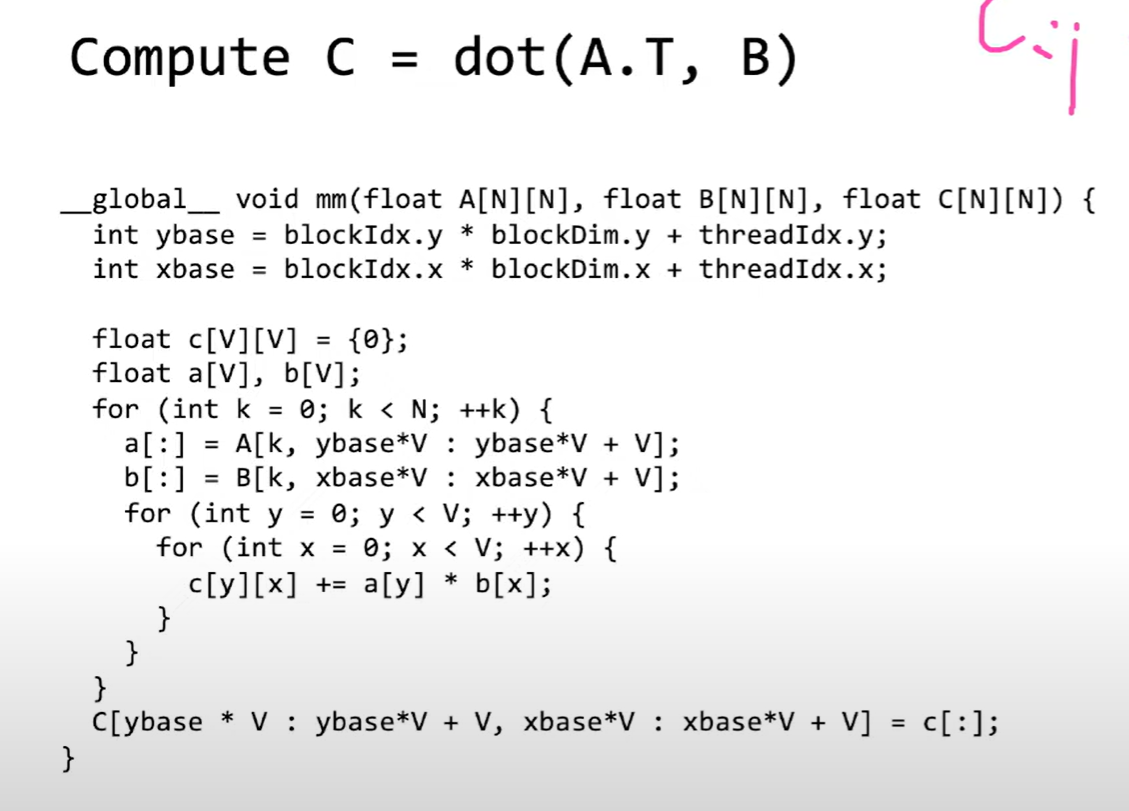 Compute C = dot(A.T, B)
Cij
__global__ void mm(float A[N][N], float B[N][N], float C[N][N]) {
int ybase = blockIdx.y * blockDim.y + threadIdx.y;
int xbase = blockIdx.x * blockDim.x + threadIdx.x;
float c[V][V] = {0};
float a[V], b[V];
for (int k = 0; k < N; ++k) {
a[:] = A[k, ybase*V : ybase*V + V];
b[:] = B[k, xbase*V : xbase*V + V];
for (int y = 0; y < V; ++y) {
for (int x = 0; x < V; ++x) {
c[y][x] += a[y] * b[x];
}
}
}
C[ybase * V : ybase*V + V, xbase*V : xbase*V + V] = c[:];
}